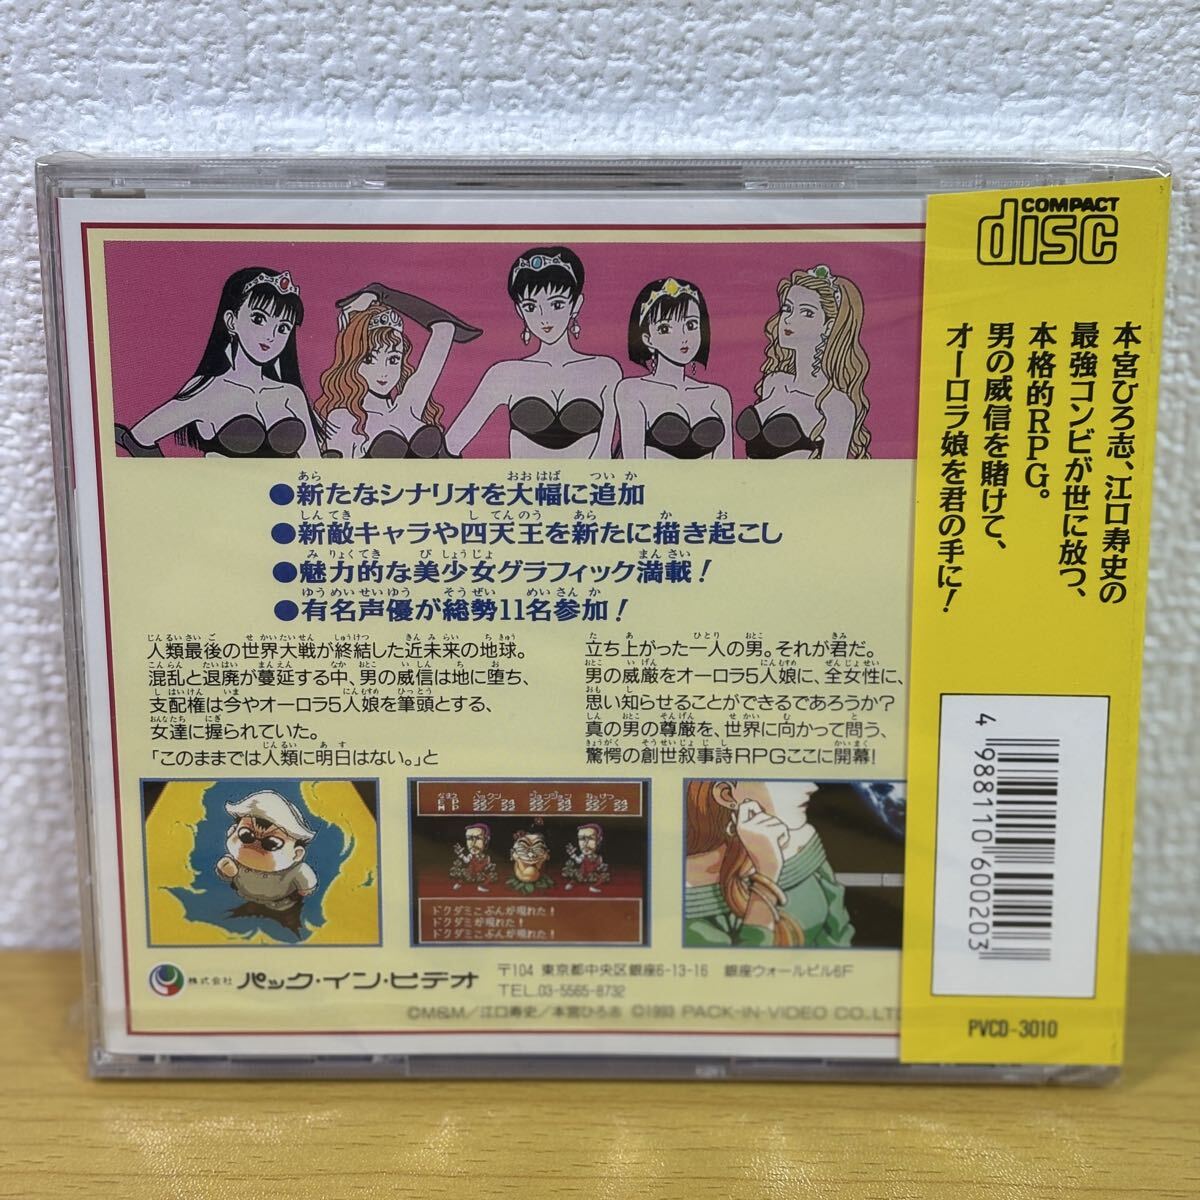 COMPACT
disc
本宮ひろ志、江口寿史の
最強コンビが世に放つ、
本格的RPG。
男の威信を賭けて、
オーロラ娘を君の手に!
●新たなシナリオを大幅に追加
●新敵キャラや四天王を新たに描き起こし
●魅力的な美少女グラフィック満載!
●有名声優が総勢11名参加!
人類最後の世界大戦が終結した近未来の地球。
混乱と退廃が蔓延する中、男の威信は地に堕ち、
支配権は今やオーロラ5人娘を筆頭とする、
女達に握られていた。
「このままでは人類に明日はない。」と
立ち上がった一人の男。それが君だ。
男の威厳をオーロラ5人娘に、全女性に、
思い知らせることができるであろうか?
真の男の尊厳を、世界に向かって問う、
驚愕の創世叙事詩RPGここに開幕!
ドクダミこぶんが現れた!
ドクダミが現れた!
ドクダミこぶんが現れた!
株式会社 パック・イン・ビデオ
〒104 東京都中央区銀座6-13-16 銀座ウォールビル6F
TEL.03-5565-8732
©M&M/江口寿史/本宮ひろ志 ©1993 PACK-IN-VIDEO CO.,LTD
4 988110 600203
PVCD-3010